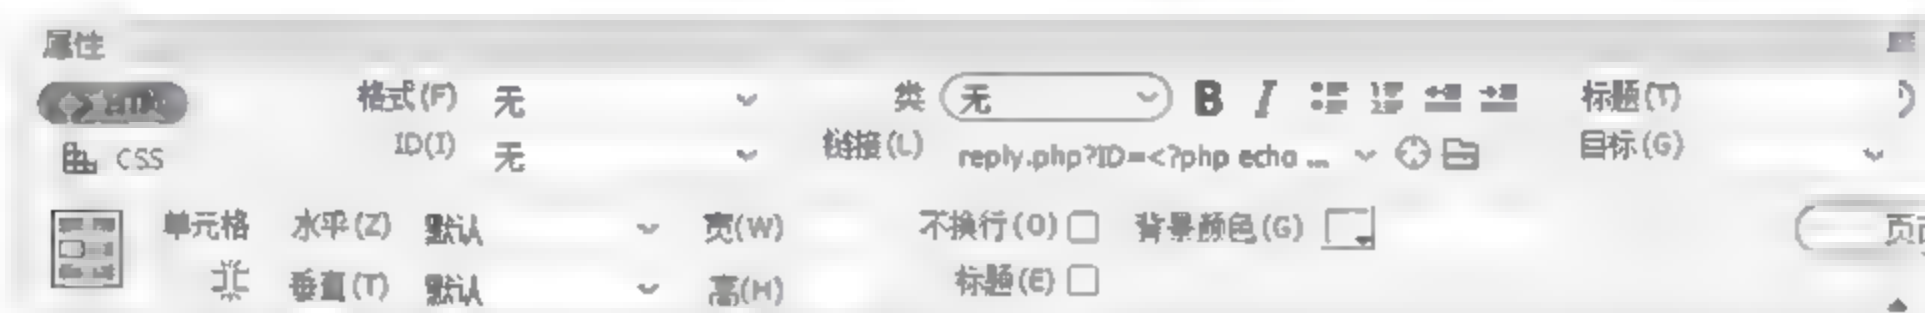 属性
格式(F) 无 类 无 B I 标题(T)
CSS ID(I) 无 链接(L) reply.php?ID=<?php echo ... 目标(G)
单元格 水平(Z) 默认 宽(W) 不换行(O) 背景颜色(G) 页
垂直(T) 默认 高(H) 标题(E)